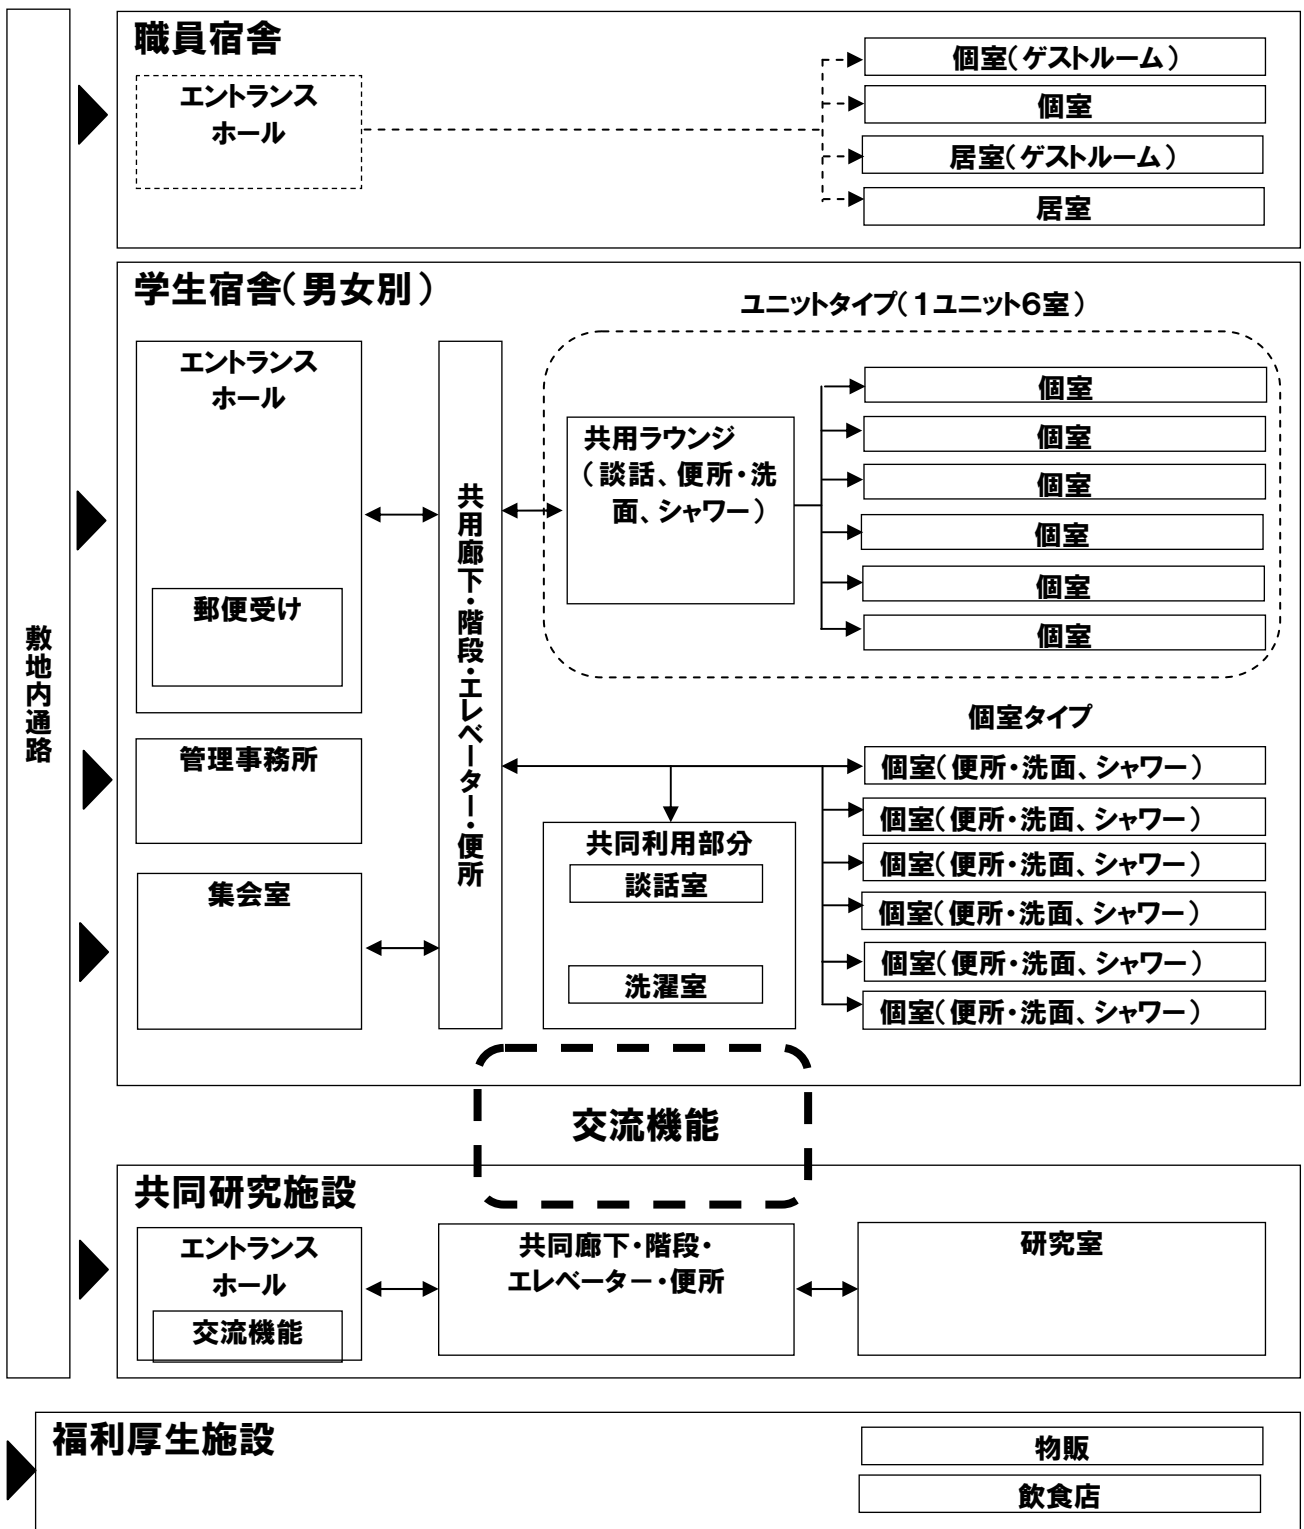 敷地内通路
職員宿舎
エントランス
ホール
個室(ゲストルーム)
個室
居室(ゲストルーム)
居室
学生宿舎(男女別)
ユニットタイプ(1ユニット6室)
エントランス
ホール
郵便受け
管理事務所
集会室
共用廊下・階段・エレベーター・便所
共用ラウンジ
(談話、便所・洗
面、シャワー)
個室
個室
個室
個室
個室
個室
個室タイプ
個室(便所・洗面、シャワー)
個室(便所・洗面、シャワー)
個室(便所・洗面、シャワー)
個室(便所・洗面、シャワー)
個室(便所・洗面、シャワー)
個室(便所・洗面、シャワー)
共同利用部分
談話室
洗濯室
交流機能
共同研究施設
エントランス
ホール
交流機能
共同廊下・階段・
エレベーター・便所
研究室
福利厚生施設
物販
飲食店